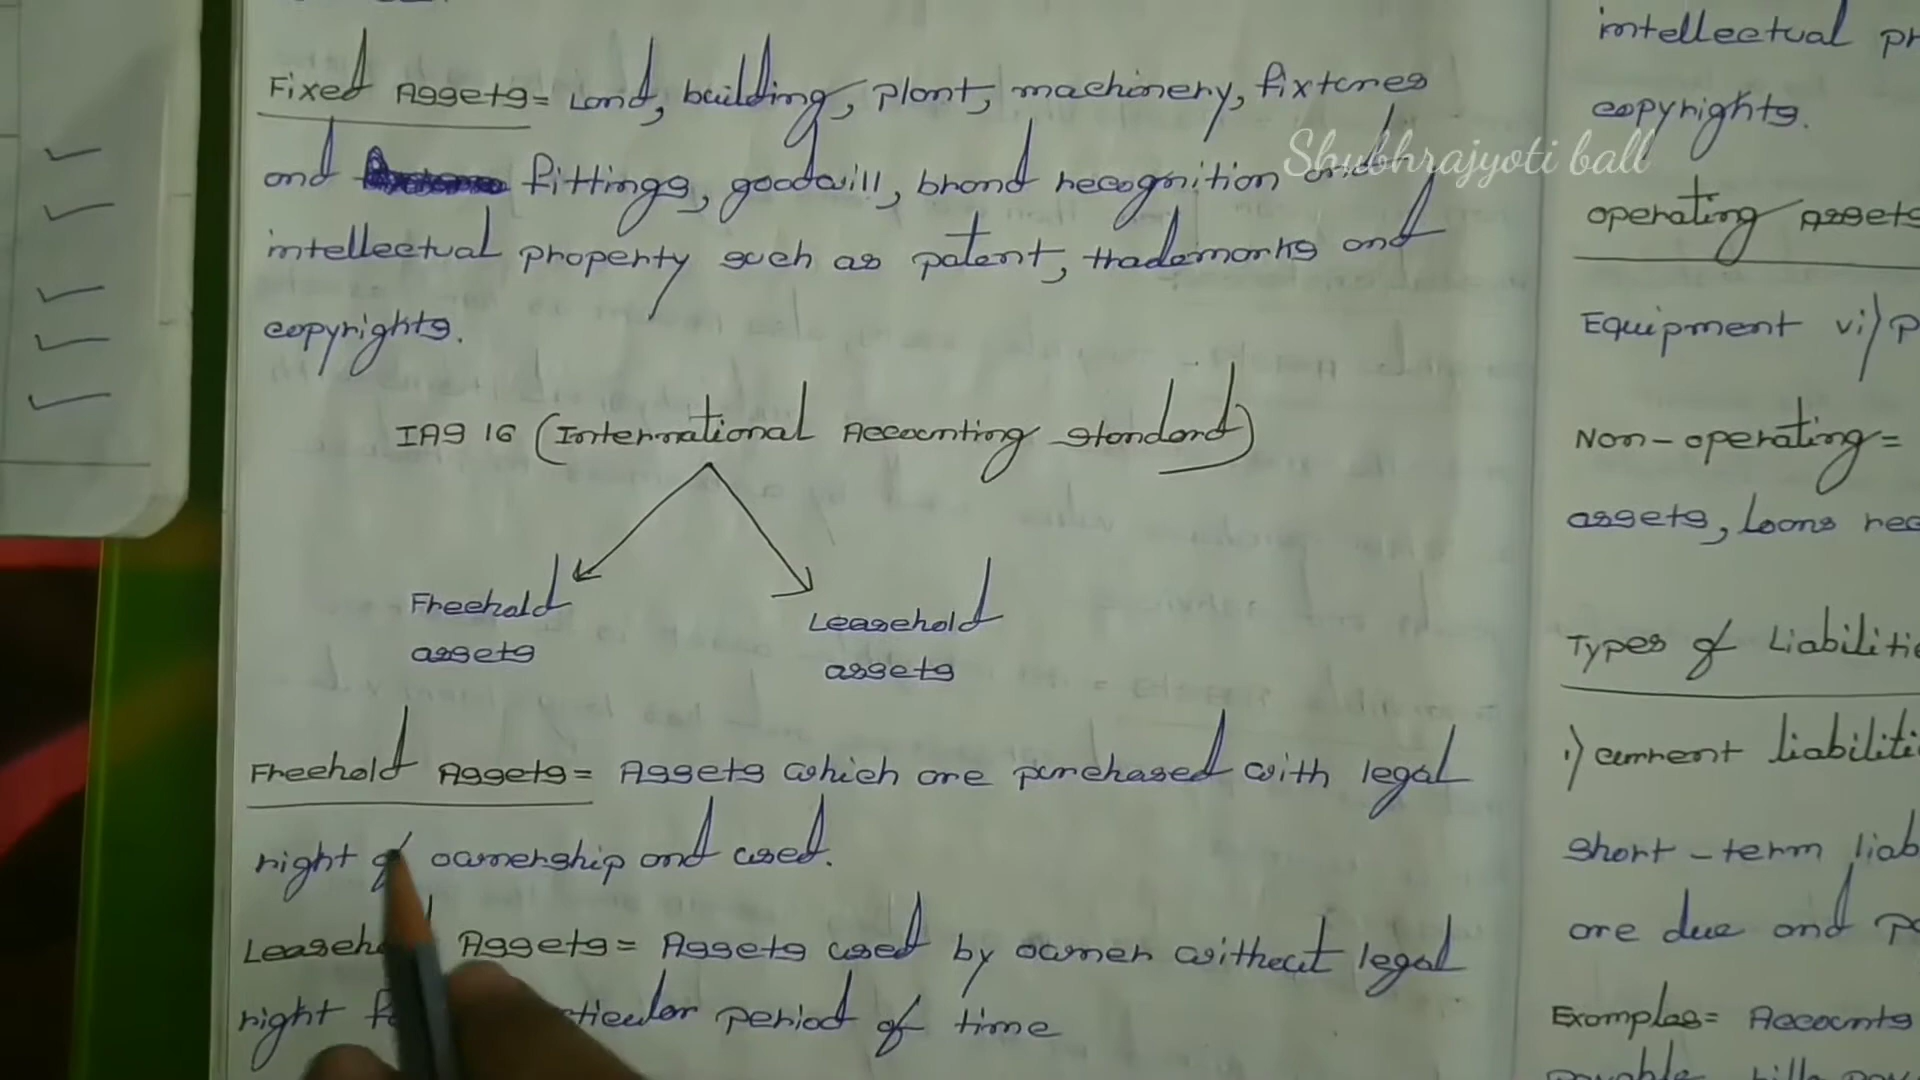 Fixed Assets = Land, building, plant, machinery, fixtures
and fittings, goodwill, brand recognition and
intellectual property such as patent, trademarks and
copyrights.
IAS 16 (International Accounting standard)
Freehold
assets
Leasehold
assets
Freehold Assets = Assets which are purchased with legal
right of ownership and used.
Assets = Assets used by owner without legal
right period of time
intellectual
copyrights.
operating Assets
Equipment vi)
Non-operating =
assets, Loans
Types of
i) current
short-term
are due and
Examples = Accounts
Shubhrajyoti ball